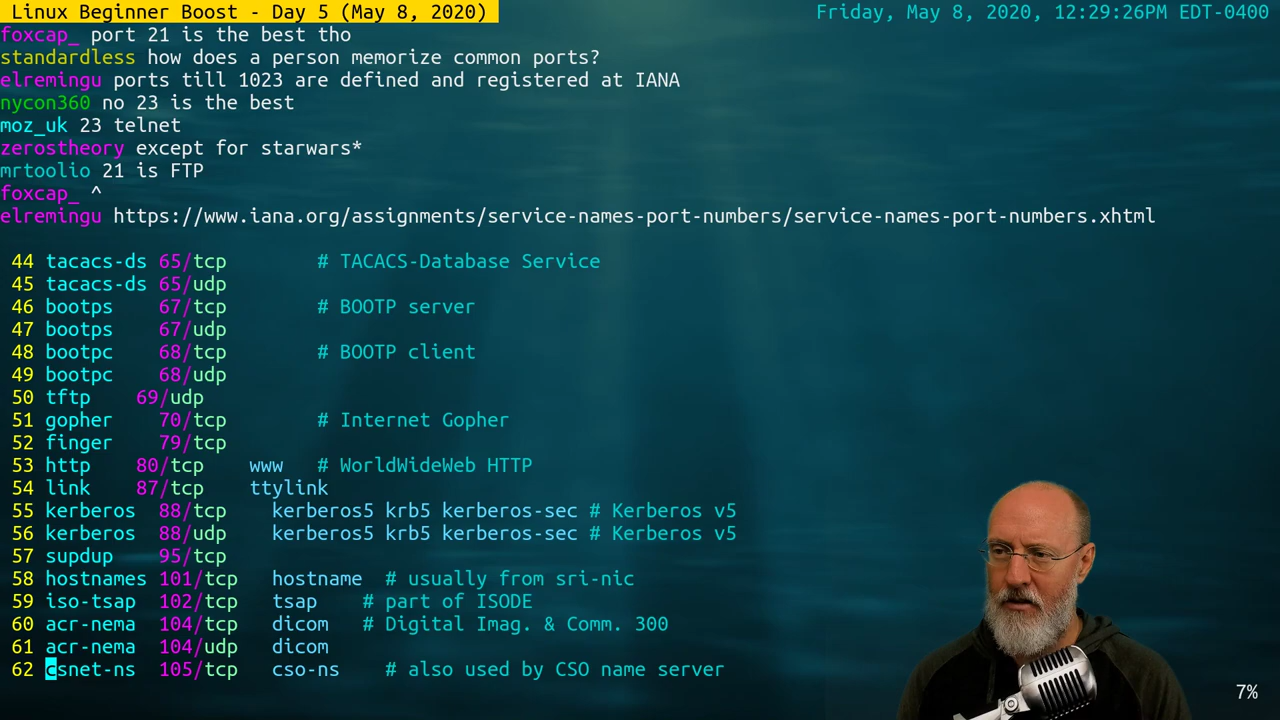 Linux Beginner Boost - Day 5 (May 8, 2020)
Friday, May 8, 2020, 12:29:26PM EDT-0400
foxcap_ port 21 is the best tho
standardless how does a person memorize common ports?
elremingu ports till 1023 are defined and registered at IANA
nycon360 no 23 is the best
moz_uk 23 telnet
zerostheory except for starwars*
mrtoolio 21 is FTP
foxcap_ ^
elremingu https://www.iana.org/assignments/service-names-port-numbers/service-names-port-numbers.xhtml
44 tacacs-ds 65/tcp # TACACS-Database Service
45 tacacs-ds 65/udp
46 bootps 67/tcp # BOOTP server
47 bootps 67/udp
48 bootpc 68/tcp # BOOTP client
49 bootpc 68/udp
50 tftp 69/udp
51 gopher 70/tcp # Internet Gopher
52 finger 79/tcp
53 http 80/tcp www # WorldWideWeb HTTP
54 link 87/tcp ttylink
55 kerberos 88/tcp kerberos5 krb5 kerberos-sec # Kerberos v5
56 kerberos 88/udp kerberos5 krb5 kerberos-sec # Kerberos v5
57 supdup 95/tcp
58 hostnames 101/tcp hostname # usually from sri-nic
59 iso-tsap 102/tcp tsap # part of ISODE
60 acr-nema 104/tcp dicom # Digital Imag. & Comm. 300
61 acr-nema 104/udp dicom
62 csnet-ns 105/tcp cso-ns # also used by CSO name server
7%